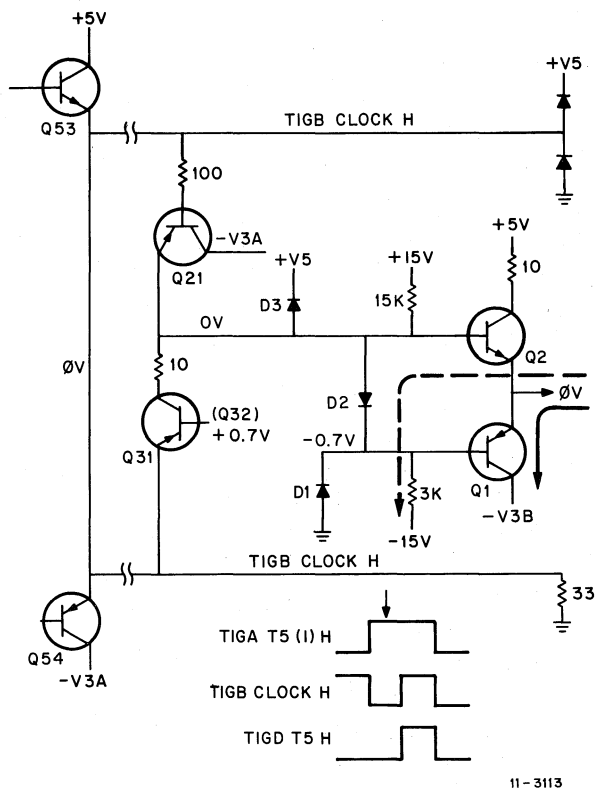 +5V
Q53
TIGB CLOCK H
+V5
100
-V3A
Q21
+V5
+15V
+5V
D3
15K
10
0V
Q2
ØV
10
(Q32)
+0.7V
D2
ØV
-0.7V
Q31
D1
3K
Q1
-15V
-V3B
TIGB CLOCK H
33
Q54
-V3A
TIGA T5 (1) H
TIGB CLOCK H
TIGD T5 H
11-3113